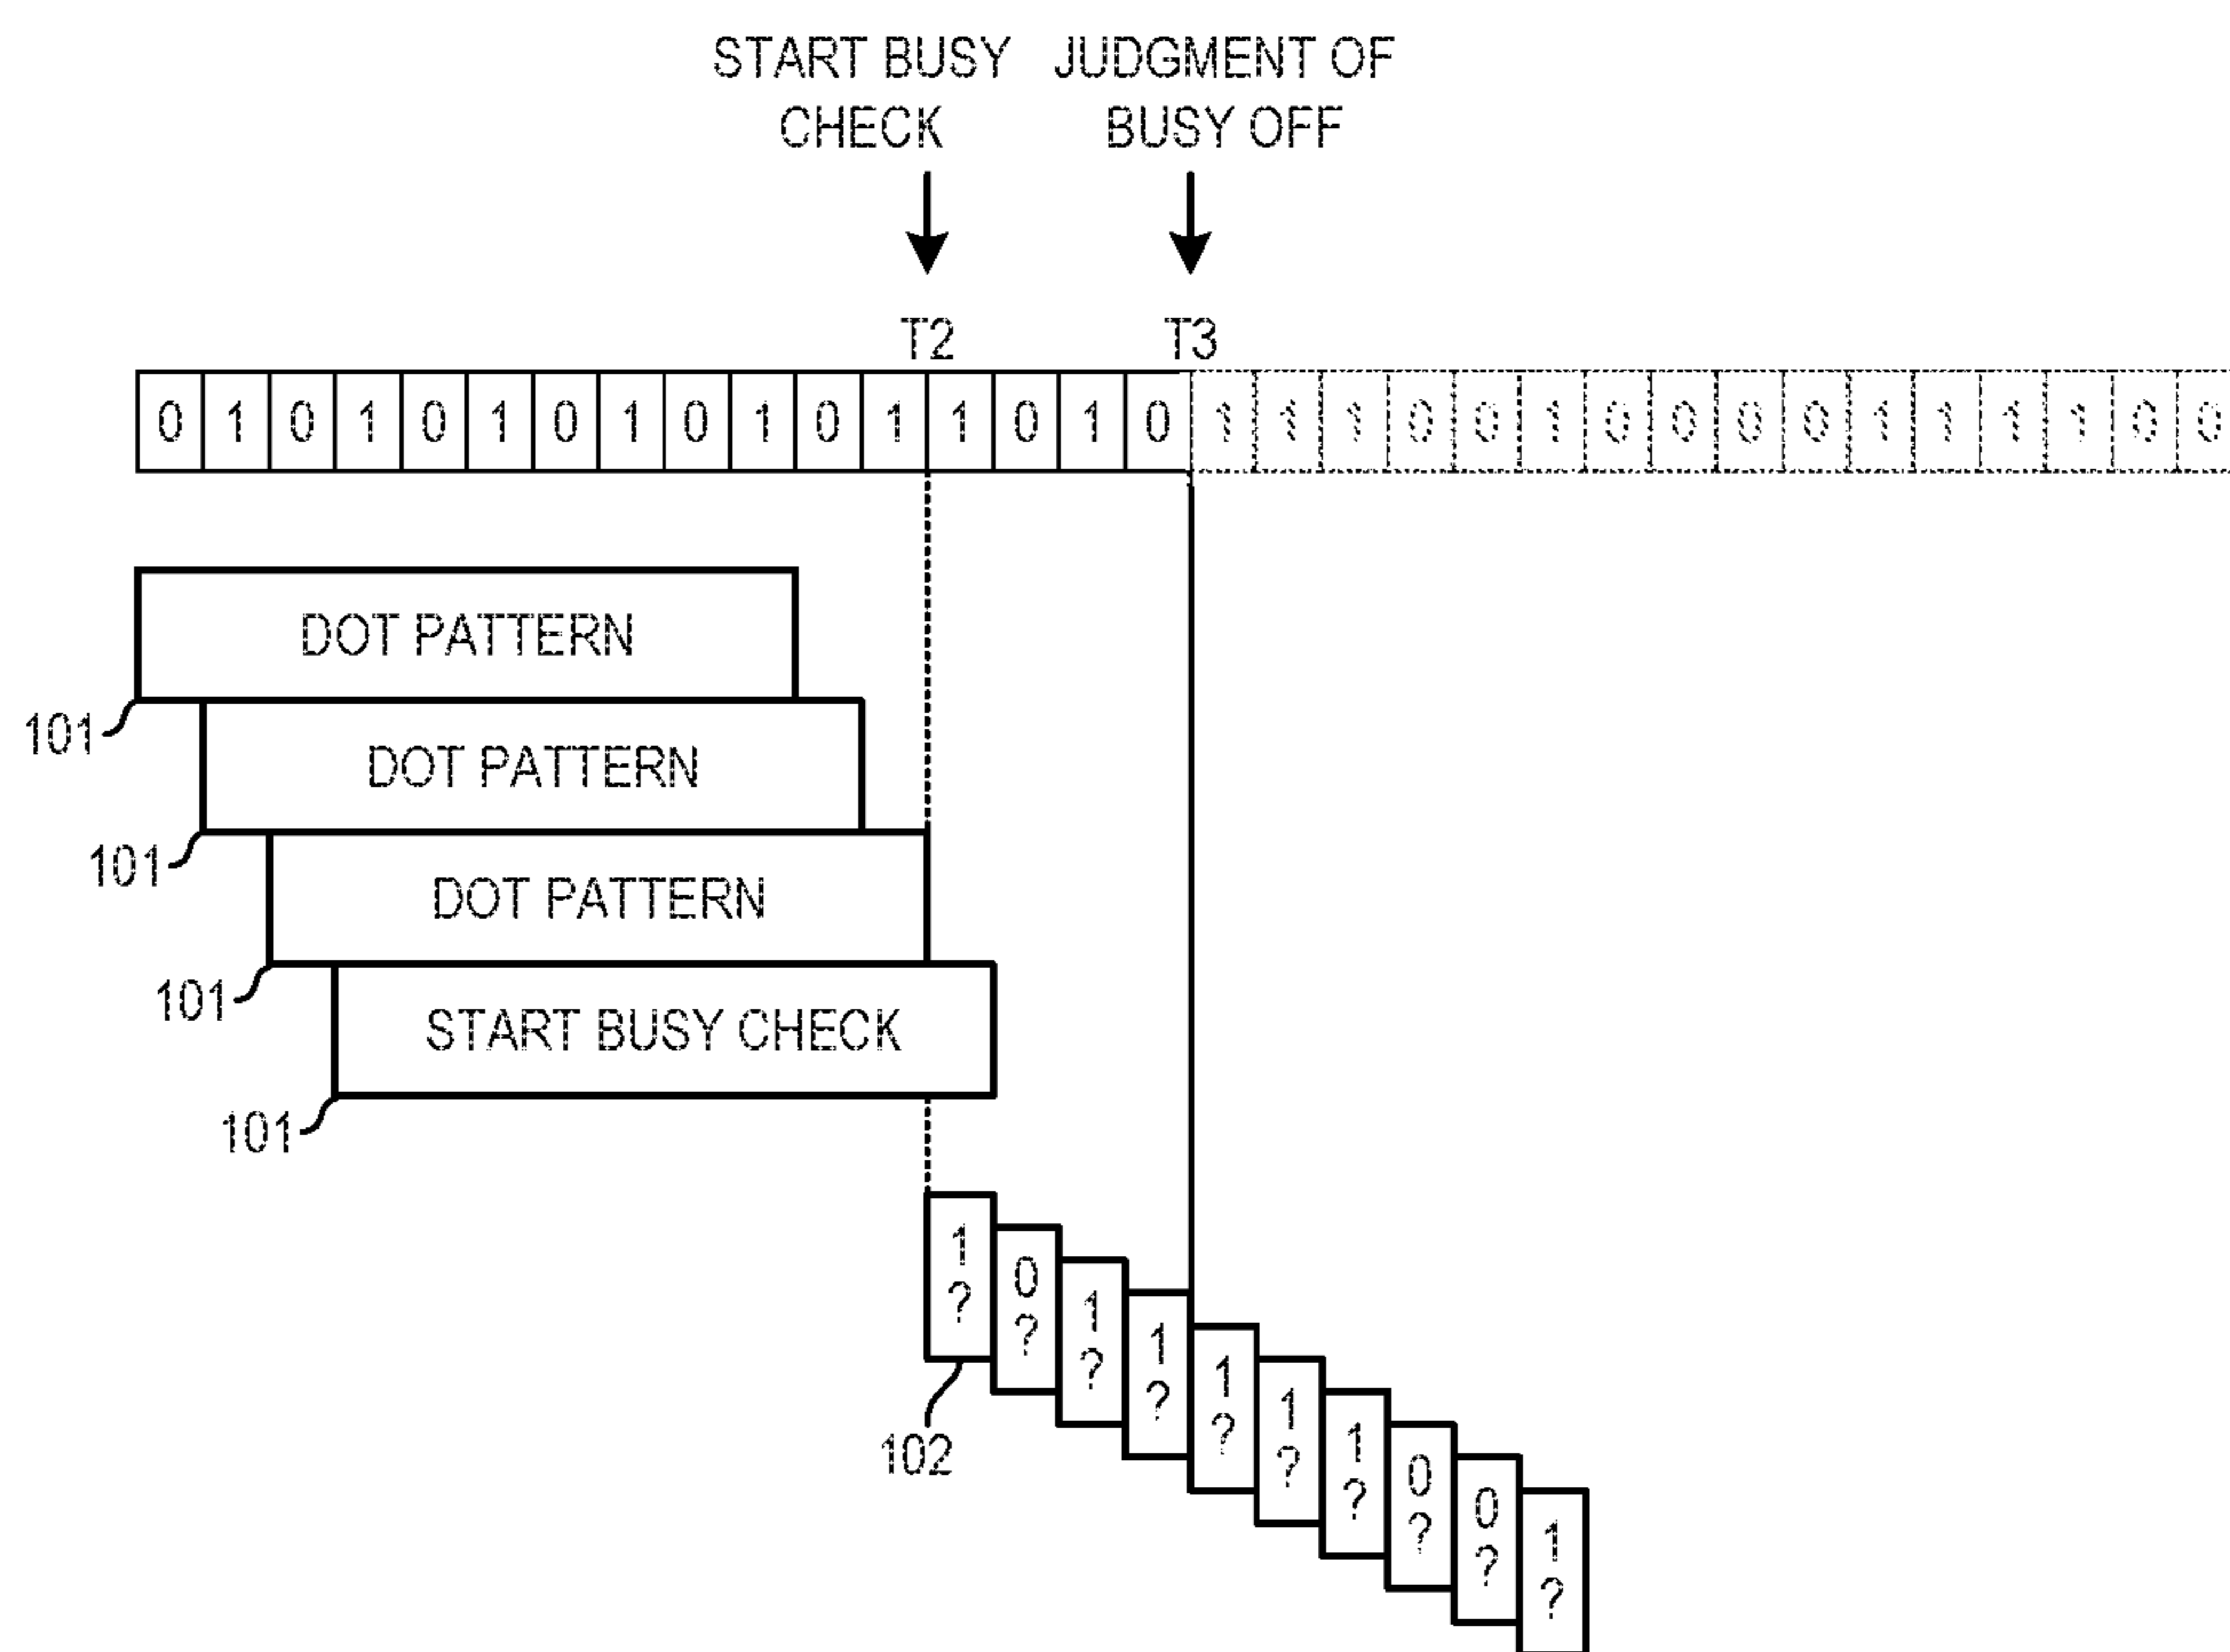 START BUSY CHECK
JUDGMENT OF BUSY OFF
T2 T3
0 1 0 1 0 1 0 1 0 1 0 1 1 0 1 0 1 1 1 0 0 1 0 0 0 0 1 1 1 1 0 0
DOT PATTERN
101
DOT PATTERN
101
DOT PATTERN
101
START BUSY CHECK
101
1 ?
0 ?
1 ?
1 ?
1 ?
1 ?
1 ?
0 ?
0 ?
1 ?
102